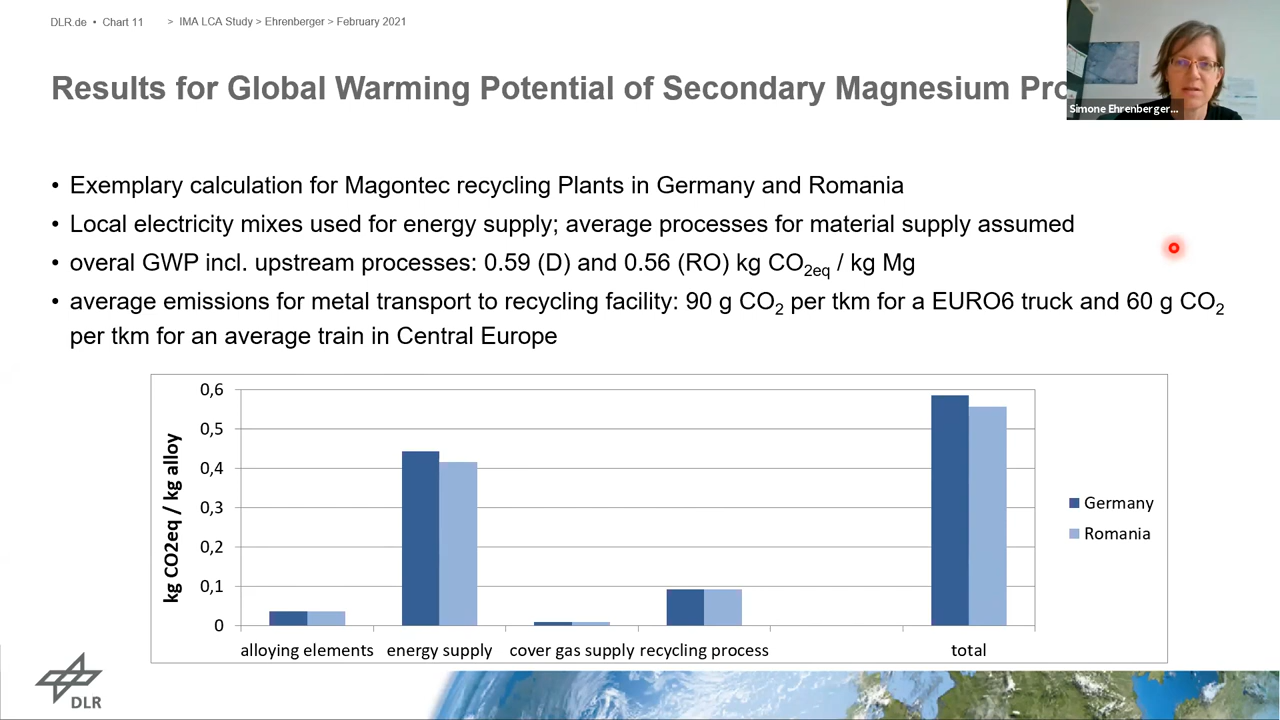 DLR.de • Chart 11 > IMA LCA Study > Ehrenberger > February 2021
Results for Global Warming Potential of Secondary Magnesium Pro
Simone Ehrenberger...
• Exemplary calculation for Magontec recycling Plants in Germany and Romania
• Local electricity mixes used for energy supply; average processes for material supply assumed
• overal GWP incl. upstream processes: 0.59 (D) and 0.56 (RO) kg CO2eq / kg Mg
• average emissions for metal transport to recycling facility: 90 g CO2 per tkm for a EURO6 truck and 60 g CO2
per tkm for an average train in Central Europe
kg CO2eq / kg alloy
0,6
0,5
0,4
0,3
0,2
0,1
0
alloying elements energy supply cover gas supply recycling process total
Germany
Romania
DLR